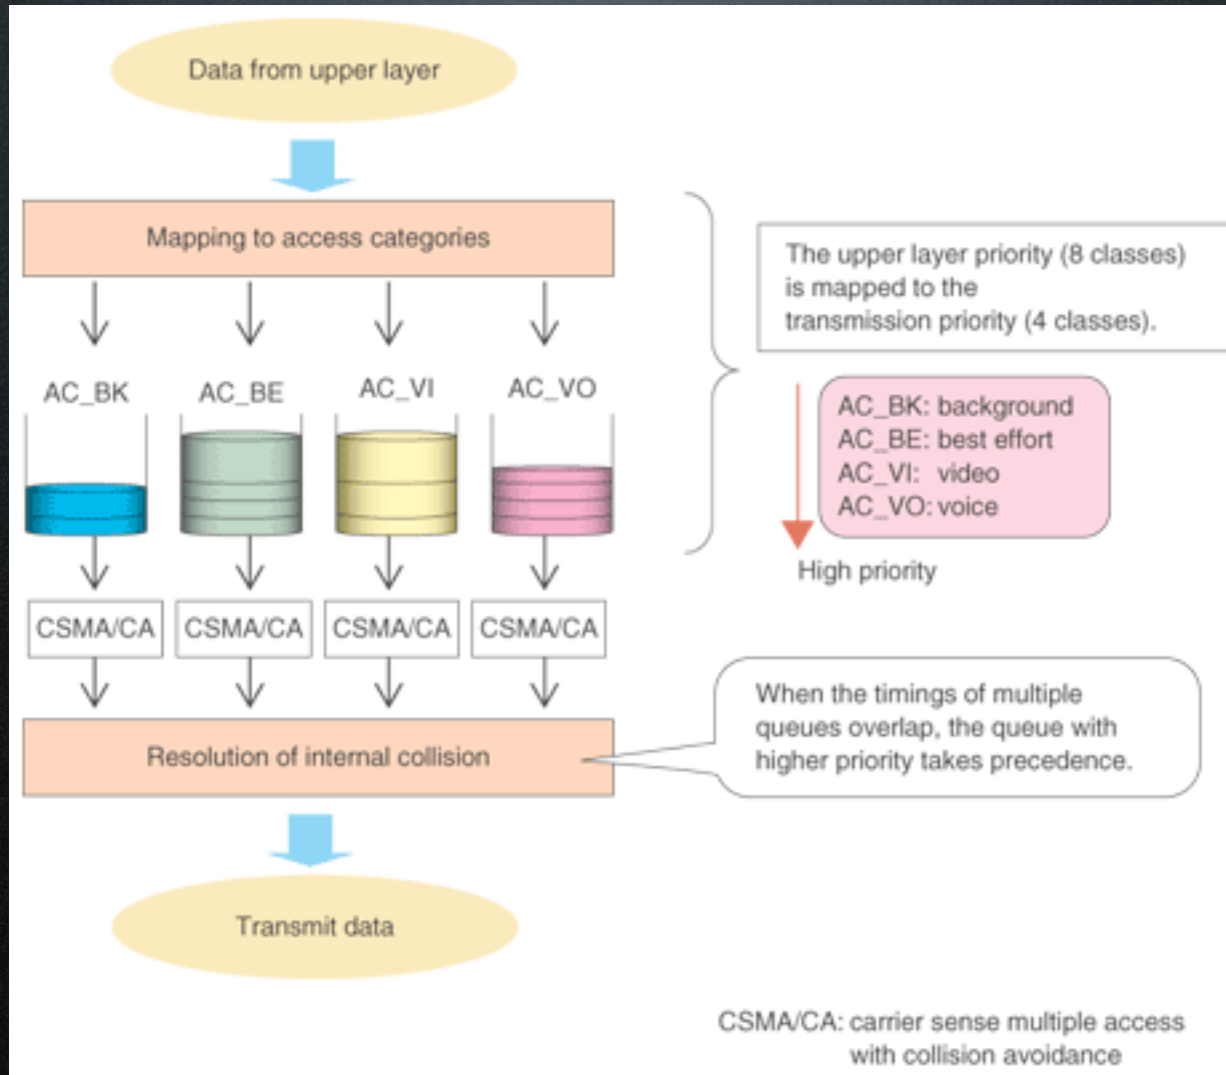 Data from upper layer
Mapping to access categories
The upper layer priority (8 classes)
is mapped to the
transmission priority (4 classes).
AC_BK
AC_BE
AC_VI
AC_VO
AC_BK: background
AC_BE: best effort
AC_VI: video
AC_VO: voice
High priority
CSMA/CA
CSMA/CA
CSMA/CA
CSMA/CA
Resolution of internal collision
When the timings of multiple
queues overlap, the queue with
higher priority takes precedence.
Transmit data
CSMA/CA: carrier sense multiple access
with collision avoidance